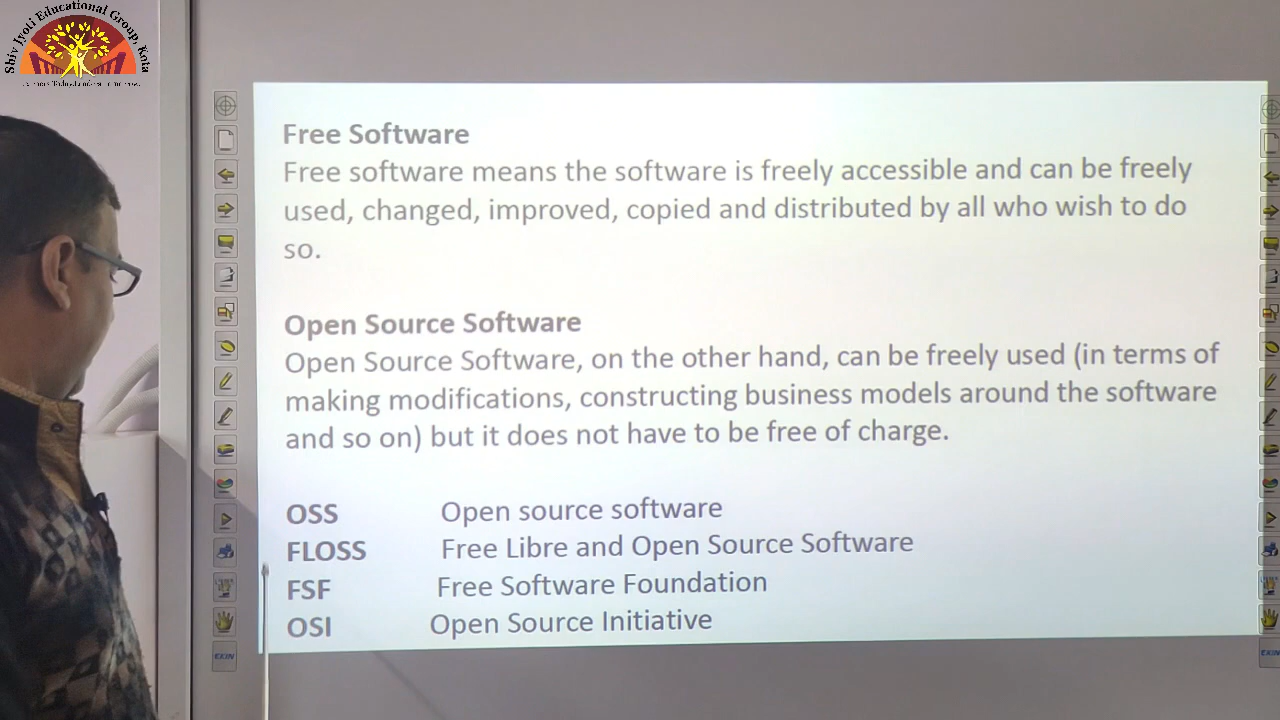 Shiv Jyoti Educational Group, Kota
Free Software
Free software means the software is freely accessible and can be freely
used, changed, improved, copied and distributed by all who wish to do
so.
Open Source Software
Open Source Software, on the other hand, can be freely used (in terms of
making modifications, constructing business models around the software
and so on) but it does not have to be free of charge.
OSS Open source software
FLOSS Free Libre and Open Source Software
FSF Free Software Foundation
OSI Open Source Initiative